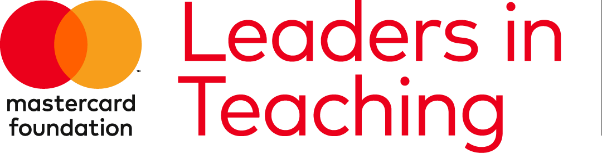 mastercard
foundation
Leaders in
Teaching